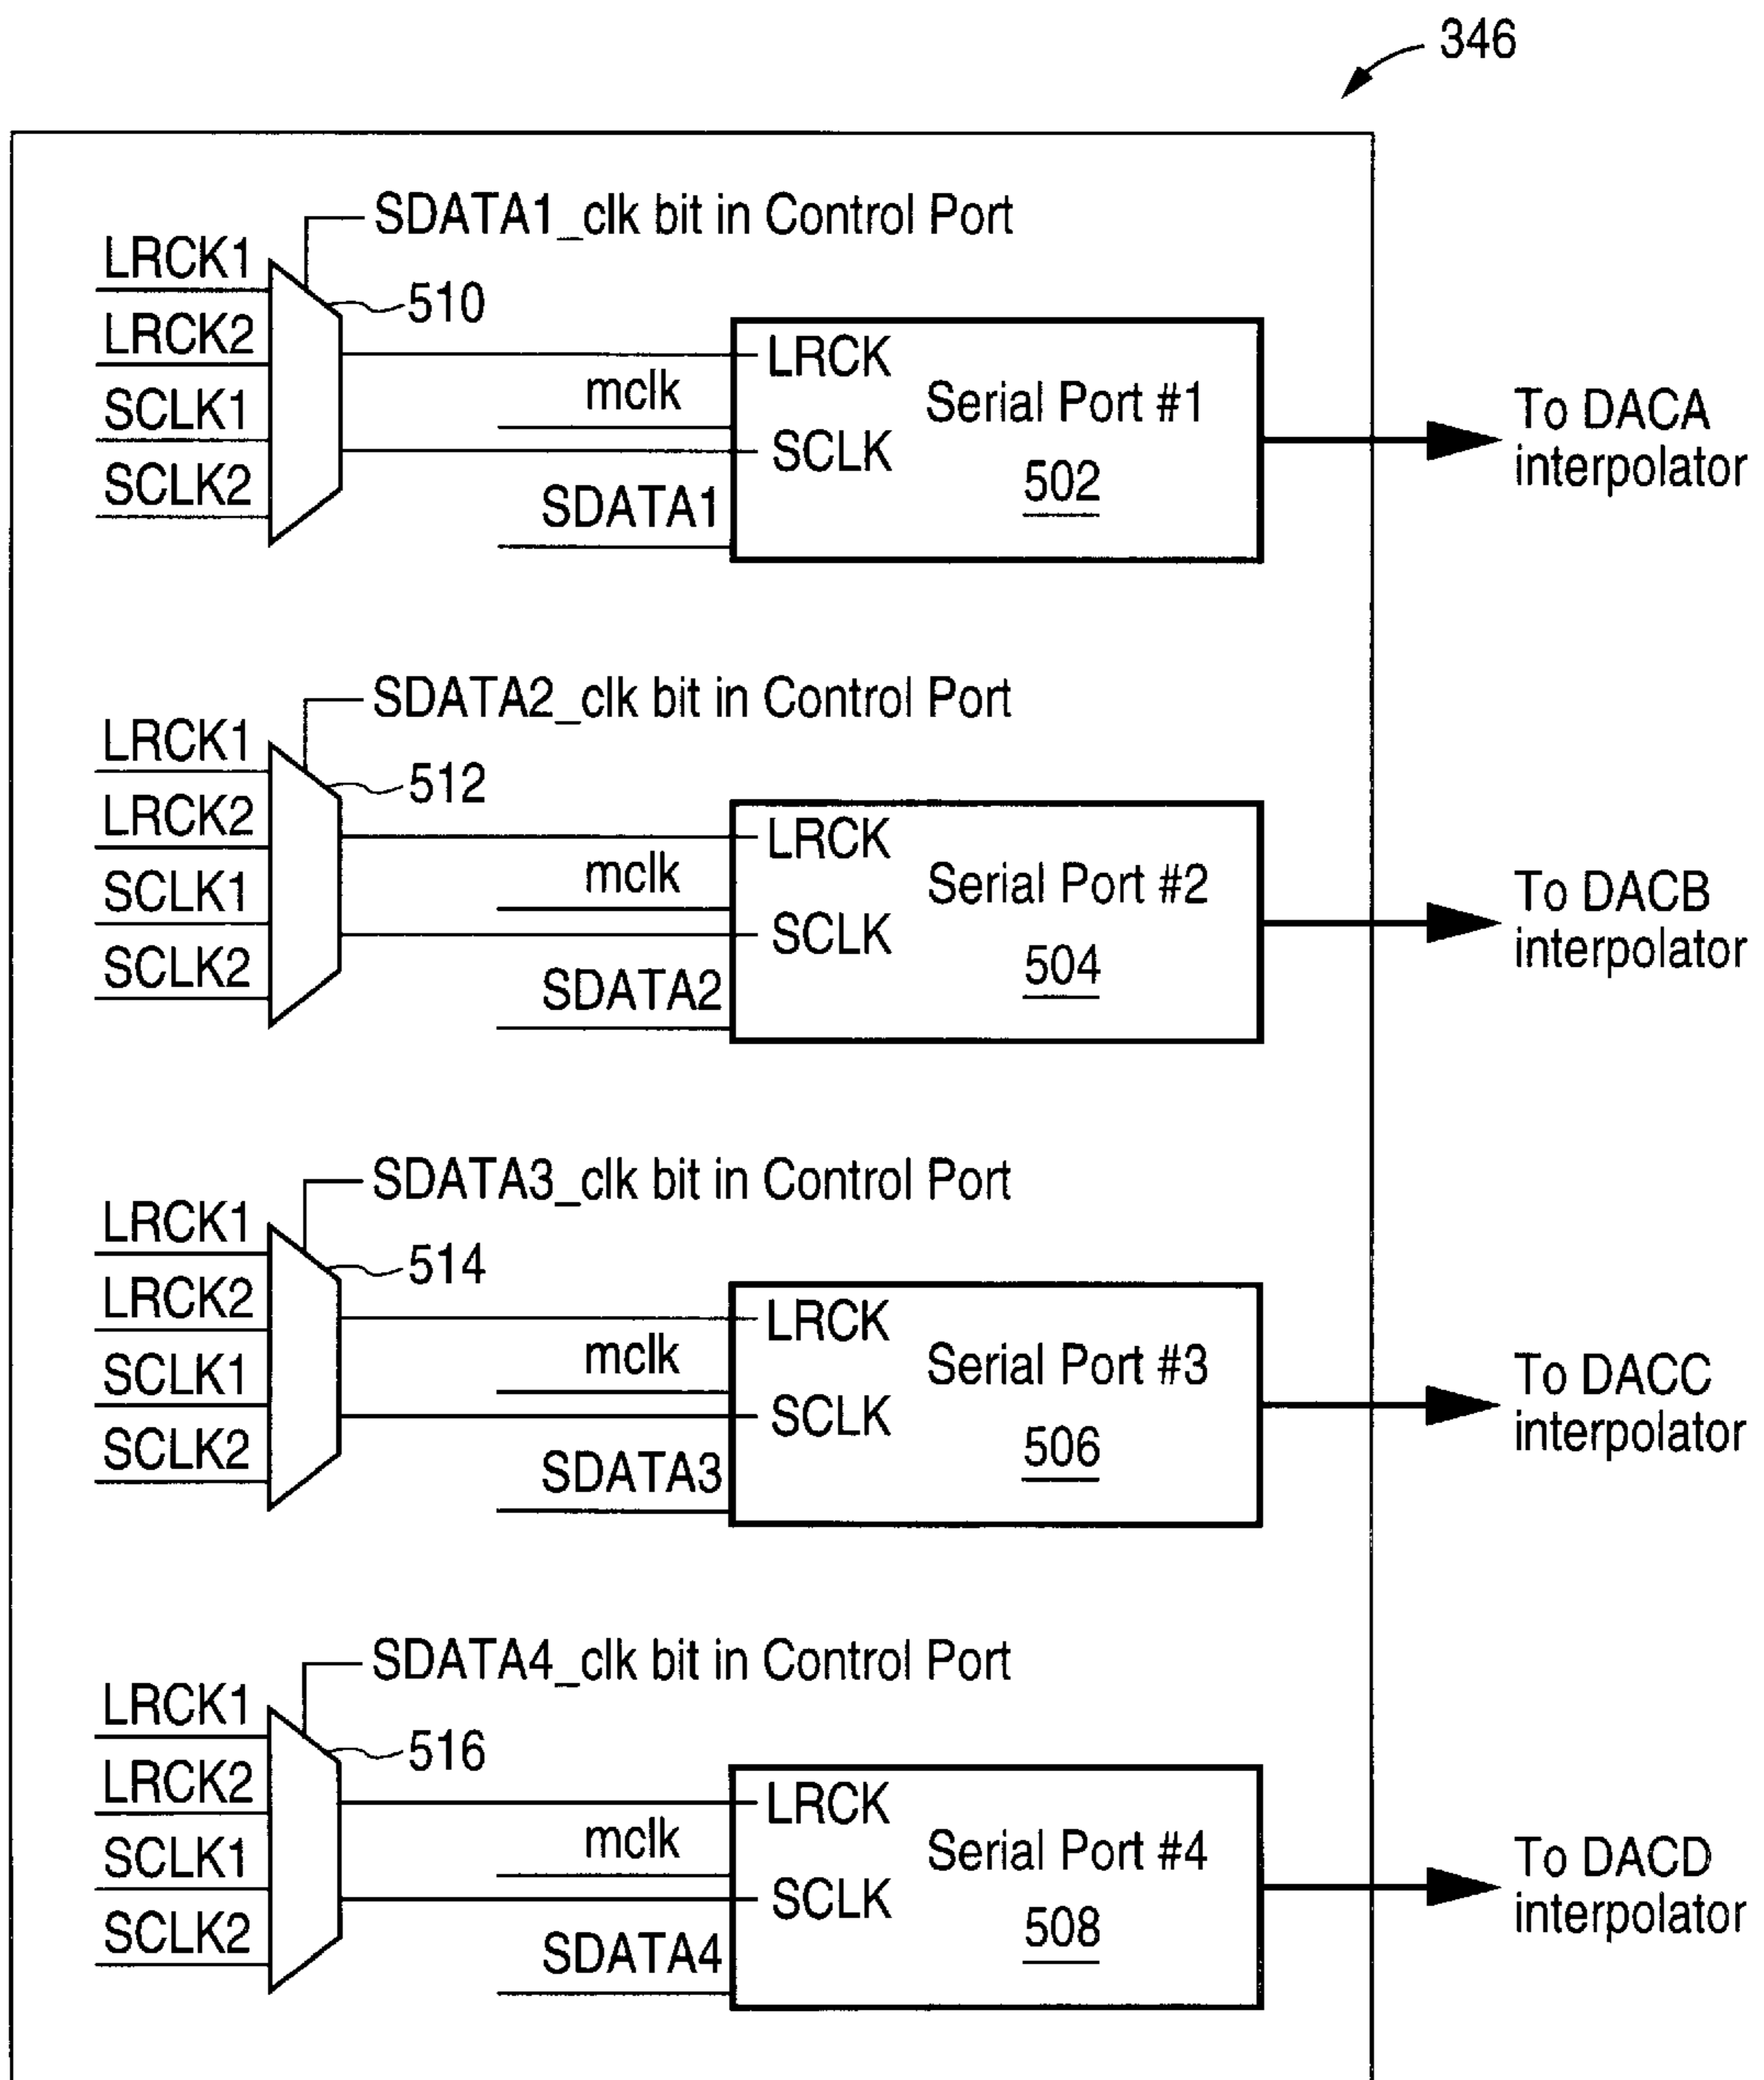 346
SDATA1_clk bit in Control Port
LRCK1
510
LRCK2
LRCK
mclk
SCLK1
Serial Port #1
To DACA
interpolator
SCLK
SCLK2
502
SDATA1
SDATA2_clk bit in Control Port
LRCK1
512
LRCK2
LRCK
mclk
SCLK1
Serial Port #2
To DACB
interpolator
SCLK
SCLK2
504
SDATA2
SDATA3_clk bit in Control Port
LRCK1
514
LRCK2
LRCK
mclk
SCLK1
Serial Port #3
To DACC
interpolator
SCLK
SCLK2
506
SDATA3
SDATA4_clk bit in Control Port
LRCK1
516
LRCK2
LRCK
mclk
SCLK1
Serial Port #4
To DACD
interpolator
SCLK
SCLK2
508
SDATA4